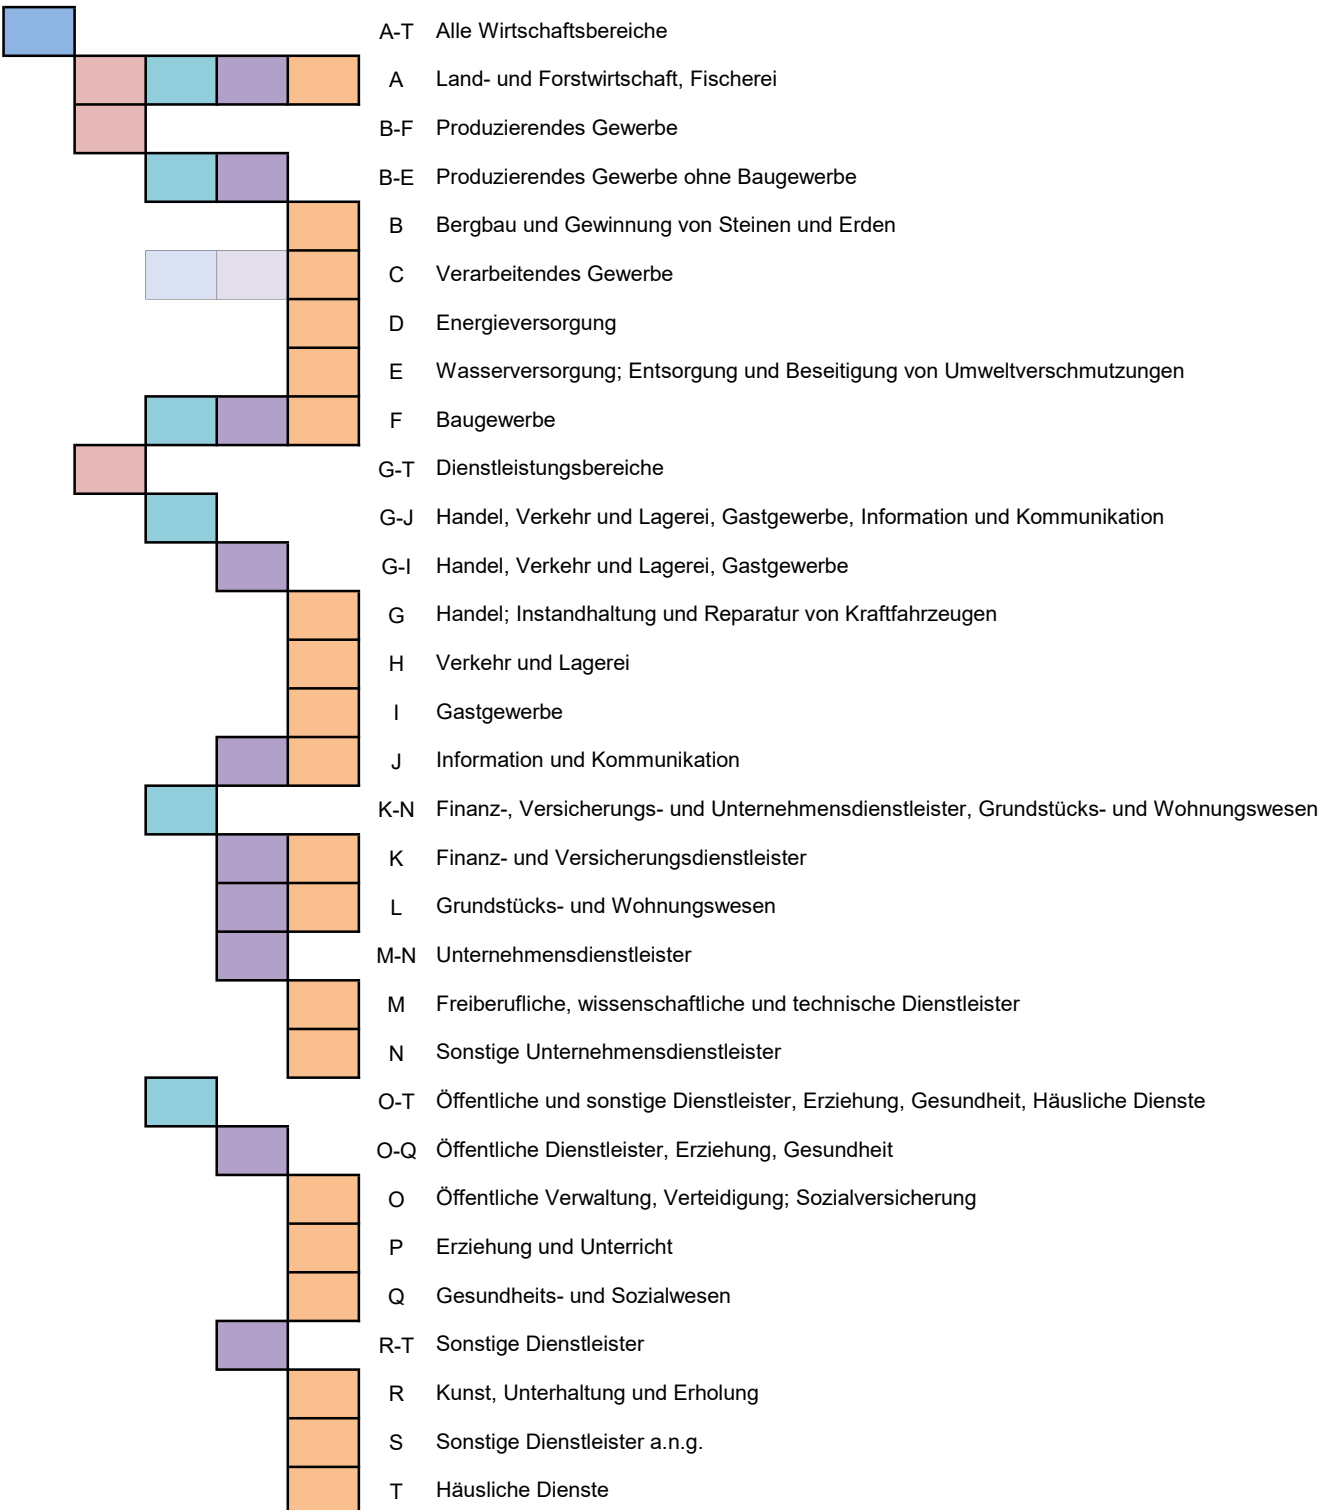 A-T Alle Wirtschaftsbereiche
A Land- und Forstwirtschaft, Fischerei
B-F Produzierendes Gewerbe
B-E Produzierendes Gewerbe ohne Baugewerbe
B Bergbau und Gewinnung von Steinen und Erden
C Verarbeitendes Gewerbe
D Energieversorgung
E Wasserversorgung; Entsorgung und Beseitigung von Umweltverschmutzungen
F Baugewerbe
G-T Dienstleistungsbereiche
G-J Handel, Verkehr und Lagerei, Gastgewerbe, Information und Kommunikation
G-I Handel, Verkehr und Lagerei, Gastgewerbe
G Handel; Instandhaltung und Reparatur von Kraftfahrzeugen
H Verkehr und Lagerei
I Gastgewerbe
J Information und Kommunikation
K-N Finanz-, Versicherungs- und Unternehmensdienstleister, Grundstücks- und Wohnungswesen
K Finanz- und Versicherungsdienstleister
L Grundstücks- und Wohnungswesen
M-N Unternehmensdienstleister
M Freiberufliche, wissenschaftliche und technische Dienstleister
N Sonstige Unternehmensdienstleister
O-T Öffentliche und sonstige Dienstleister, Erziehung, Gesundheit, Häusliche Dienste
O-Q Öffentliche Dienstleister, Erziehung, Gesundheit
O Öffentliche Verwaltung, Verteidigung; Sozialversicherung
P Erziehung und Unterricht
Q Gesundheits- und Sozialwesen
R-T Sonstige Dienstleister
R Kunst, Unterhaltung und Erholung
S Sonstige Dienstleister a.n.g.
T Häusliche Dienste